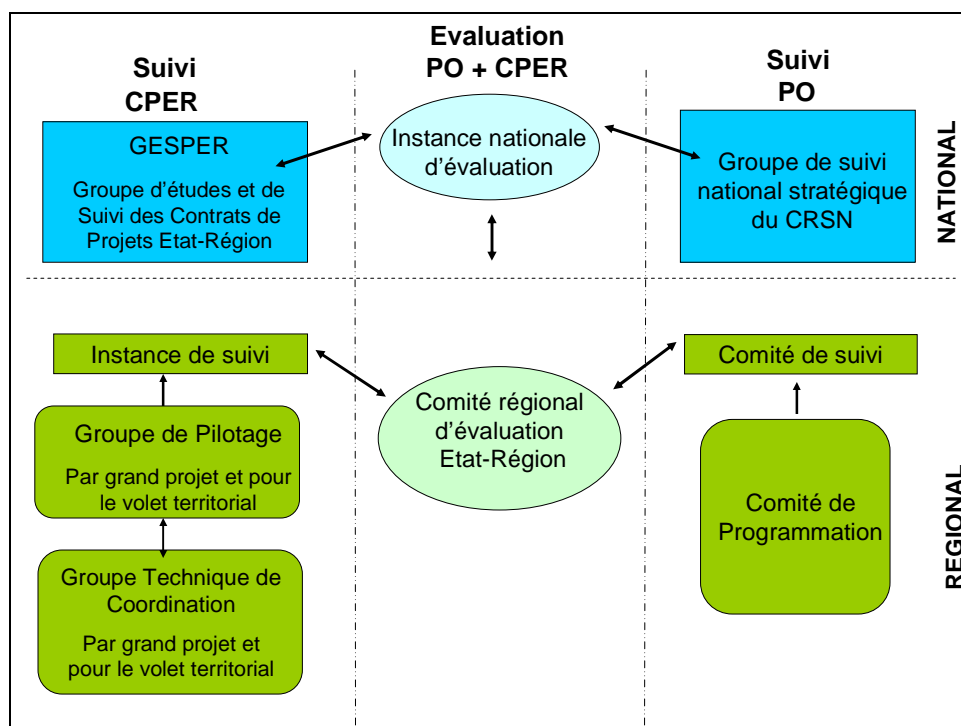 Suivi
CPER
Evaluation
PO + CPER
Suivi
PO
GESPER
Groupe d'études et de
Suivi des Contrats de
Projets Etat-Région
Instance nationale
d'évaluation
Groupe de suivi
national stratégique
du CRSN
NATIONAL
Instance de suivi
Groupe de Pilotage
Par grand projet et pour
le volet territorial
Groupe Technique de
Coordination
Par grand projet et
pour le volet territorial
Comité régional
d'évaluation
Etat-Région
Comité de suivi
Comité de
Programmation
REGIONAL